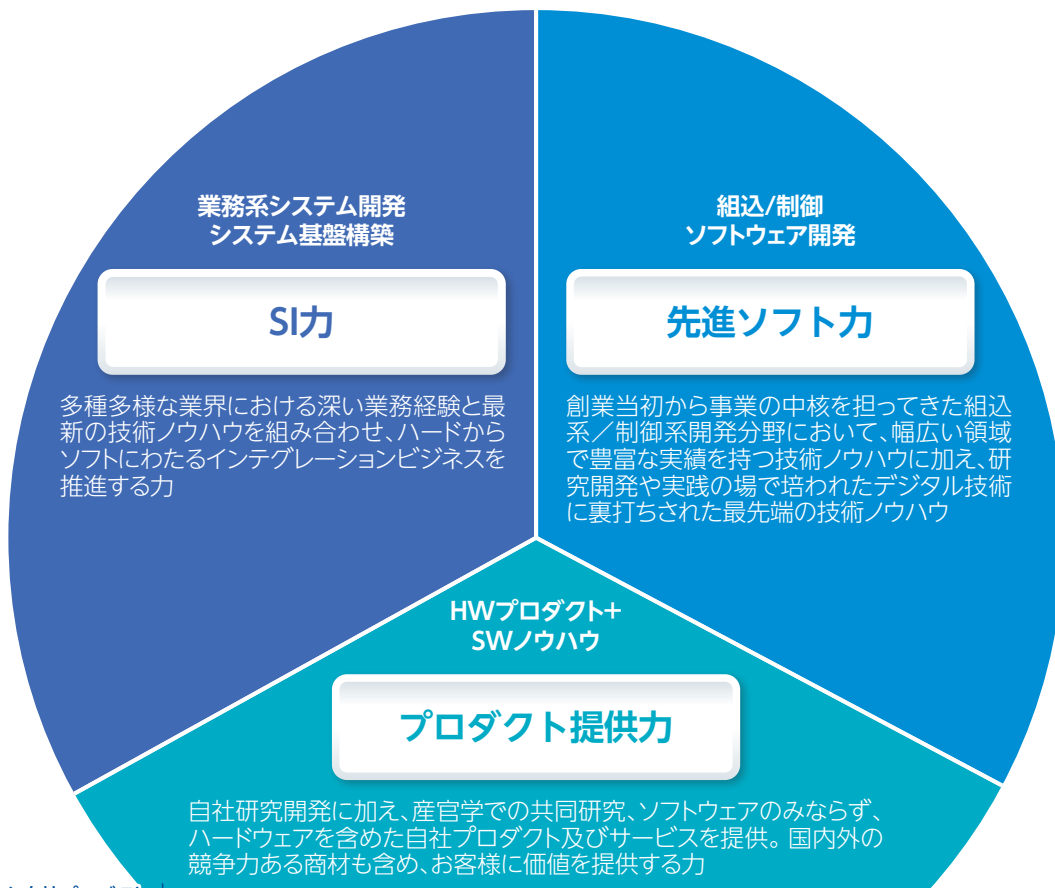 業務系システム開発
システム基盤構築
SI力
多種多様な業界における深い業務経験と最
新の技術ノウハウを組み合わせ、ハードから
ソフトにわたるインテグレーションビジネスを
推進する力
組込/制御
ソフトウェア開発
先進ソフト力
創業当初から事業の中核を担ってきた組込
系／制御系開発分野において、幅広い領域
で豊富な実績を持つ技術ノウハウに加え、研
究開発や実践の場で培われたデジタル技術
に裏打ちされた最先端の技術ノウハウ
HWプロダクト+
SWノウハウ
プロダクト提供力
自社研究開発に加え、産官学での共同研究、ソフトウェアのみならず、
ハードウェアを含めた自社プロダクト及びサービスを提供。国内外の
競争力ある商材も含め、お客様に価値を提供する力